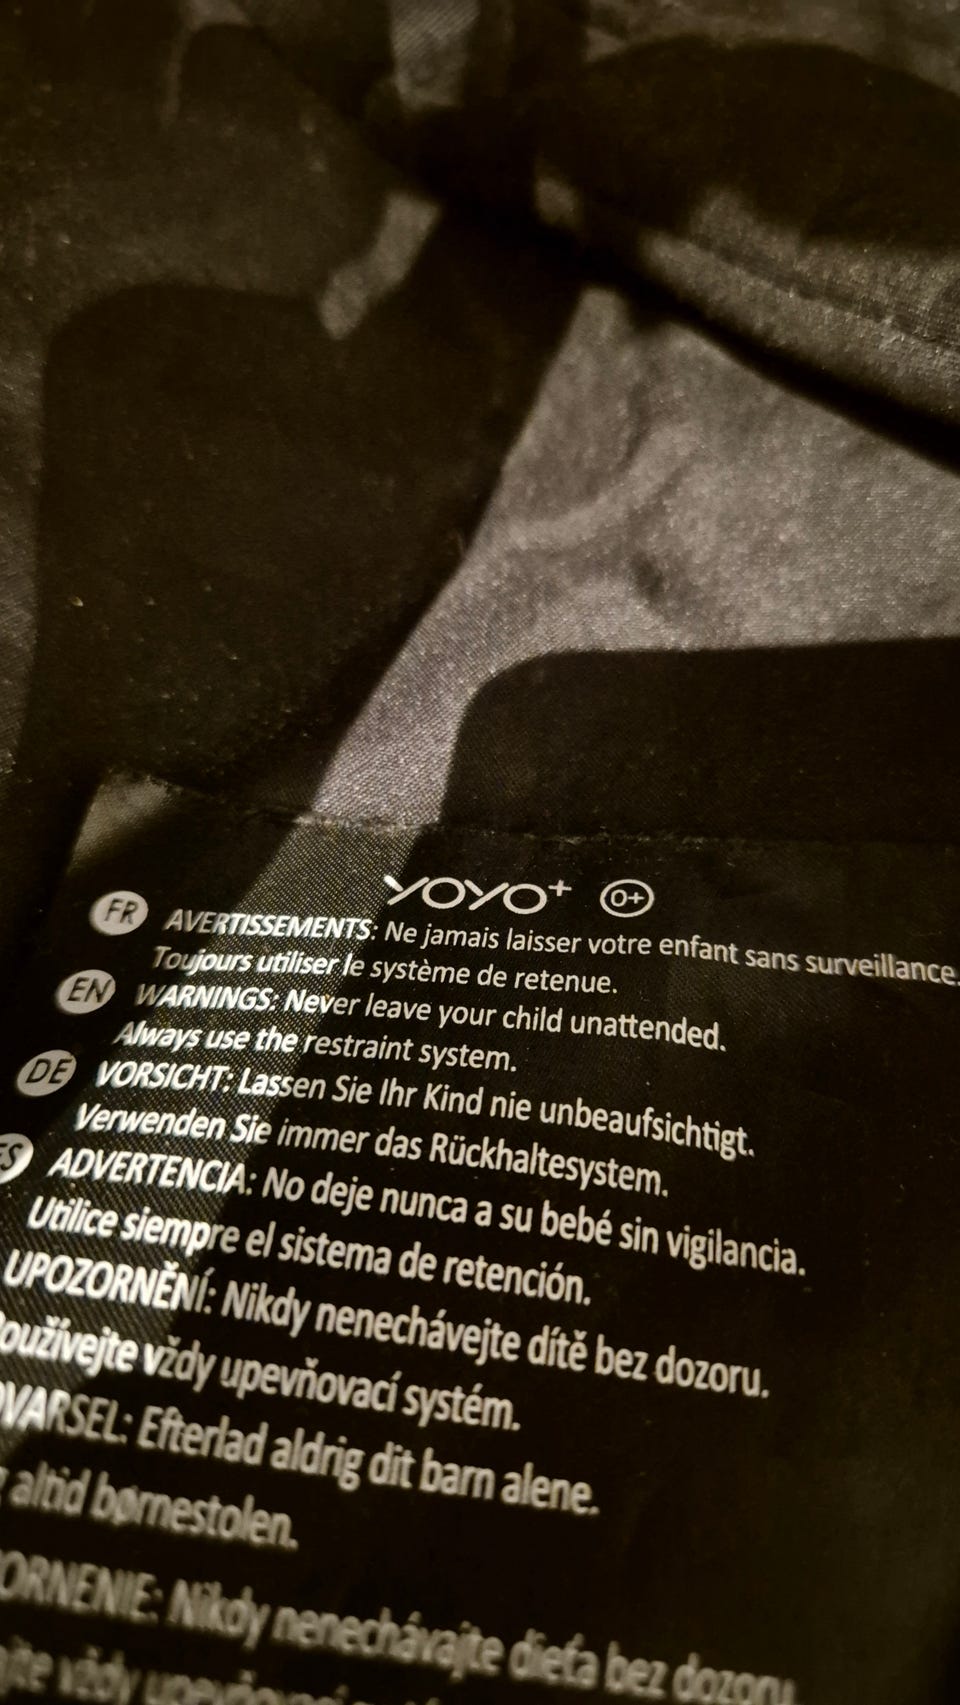 YOYO+ 0+
FR AVERTISSEMENTS: Ne jamais laisser votre enfant sans surveillance.
Toujours utiliser le système de retenue.
EN WARNINGS: Never leave your child unattended.
Always use the restraint system.
DE VORSICHT: Lassen Sie Ihr Kind nie unbeaufsichtigt.
Verwenden Sie immer das Rückhaltesystem.
ES ADVERTENCIA: No deje nunca a su bebé sin vigilancia.
Utilice siempre el sistema de retención.
UPOZORNĚNÍ: Nikdy nenechávejte dítě bez dozoru.
Používejte vždy upevňovací systém.
Efterlad aldrig dit barn alene.
altid børnestolen.
Nikdy nenechávajte dieťa bez dozoru.
vždy